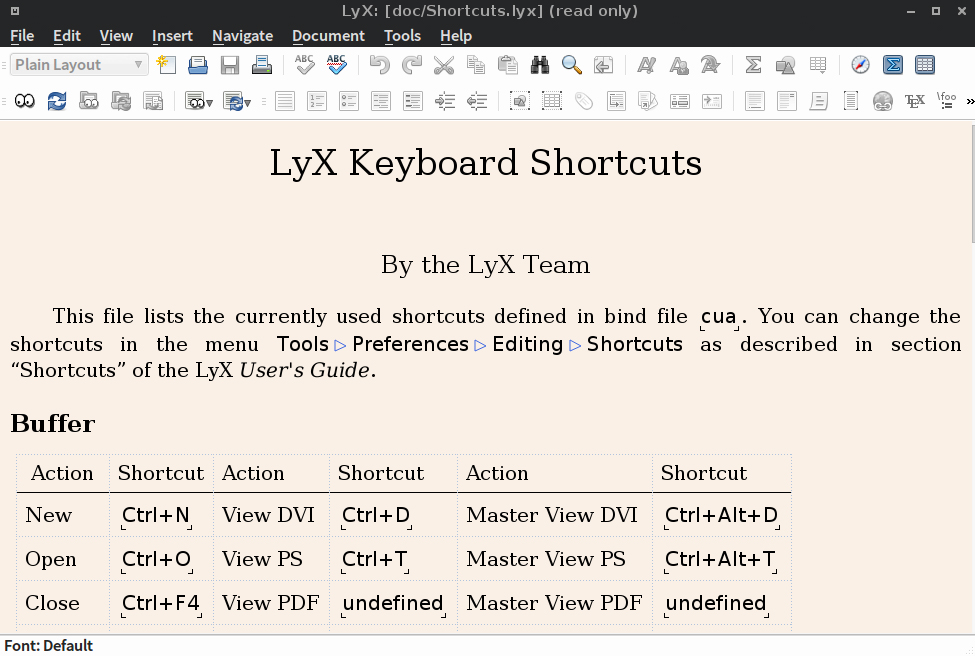 LyX: [doc/Shortcuts.lyx] (read only)
File Edit View Insert Navigate Document Tools Help
Plain Layout
ABC ABC
TEX \foo
LyX Keyboard Shortcuts
By the LyX Team
This file lists the currently used shortcuts defined in bind file cua. You can change the
shortcuts in the menu Tools ▷ Preferences ▷ Editing ▷ Shortcuts as described in section
“Shortcuts” of the LyX User's Guide.
Buffer
Action Shortcut Action Shortcut Action Shortcut
New Ctrl+N View DVI Ctrl+D Master View DVI Ctrl+Alt+D
Open Ctrl+O View PS Ctrl+T Master View PS Ctrl+Alt+T
Close Ctrl+F4 View PDF undefined Master View PDF undefined
Font: Default